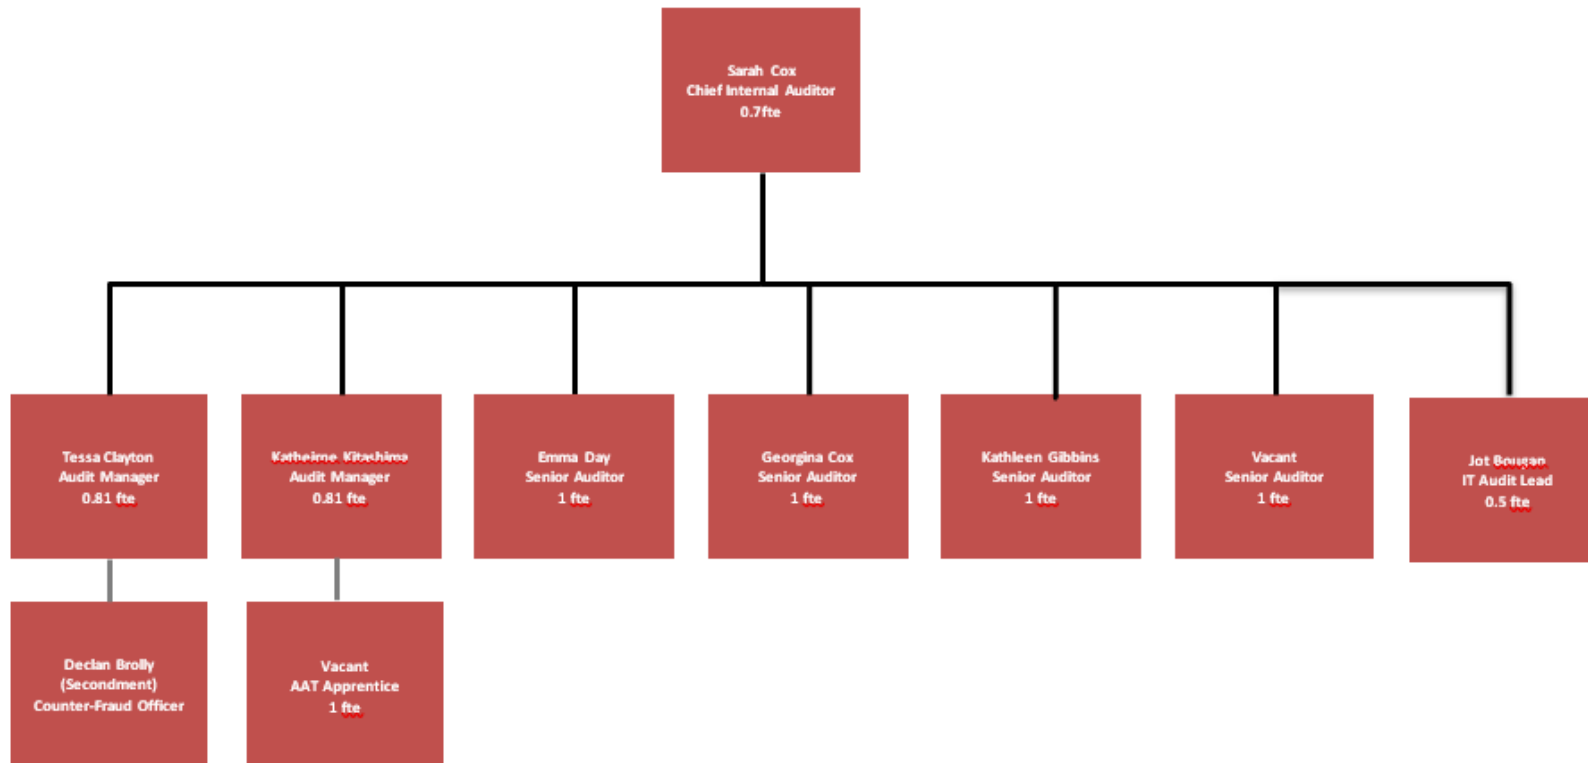 Sarah Cox
Chief Internal Auditor
0.7fte
Tessa Clayton
Audit Manager
0.81 fte
Katheirne Kitashima
Audit Manager
0.81 fte
Emma Day
Senior Auditor
1 fte
Georgina Cox
Senior Auditor
1 fte
Kathleen Gibbins
Senior Auditor
1 fte
Vacant
Senior Auditor
1 fte
Jot Bougan
IT Audit Lead
0.5 fte
Declan Brolly
(Secondment)
Counter-Fraud Officer
Vacant
AAT Apprentice
1 fte